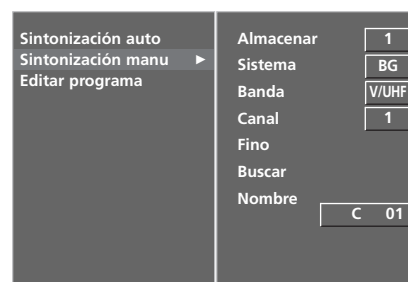 Sintonización auto
Sintonización manu ►
Editar programa
Almacenar 1
Sistema BG
Banda V/UHF
Canal 1
Fino
Buscar
Nombre
C 01